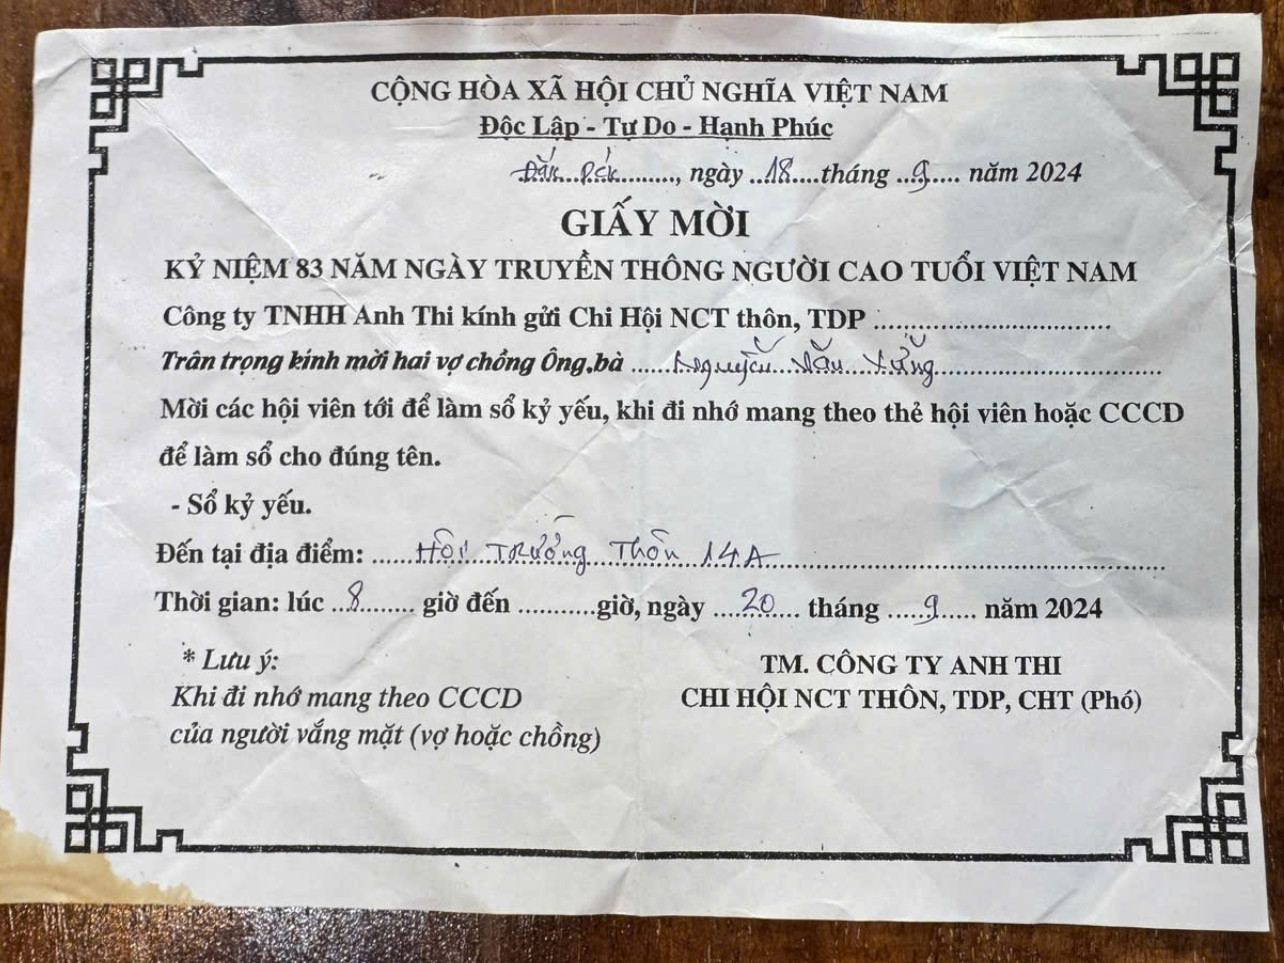 CỘNG HÒA XÃ HỘI CHỦ NGHĨA VIỆT NAM
Độc Lập - Tự Do - Hạnh Phúc
Đắk Pék, ngày 18 tháng 9 năm 2024
GIẤY MỜI
KỶ NIỆM 83 NĂM NGÀY TRUYỀN THÔNG NGƯỜI CAO TUỔI VIỆT NAM
Công ty TNHH Anh Thi kính gửi Chi Hội NCT thôn, TDP ...................................
Trân trọng kính mời hai vợ chồng Ông,bà Nguyễn Văn
Mời các hội viên tới để làm sổ kỷ yếu, khi đi nhớ mang theo thẻ hội viên hoặc CCCD
để làm sổ cho đúng tên.
- Sổ kỷ yếu.
Đến tại địa điểm: Hội Trường Thôn 14A
Thời gian: lúc 8 giờ đến ...........giờ, ngày 20 tháng 9 năm 2024
* Lưu ý:
Khi đi nhớ mang theo CCCD
của người vắng mặt (vợ hoặc chồng)
TM. CÔNG TY ANH THI
CHI HỘI NCT THÔN, TDP, CHT (Phó)